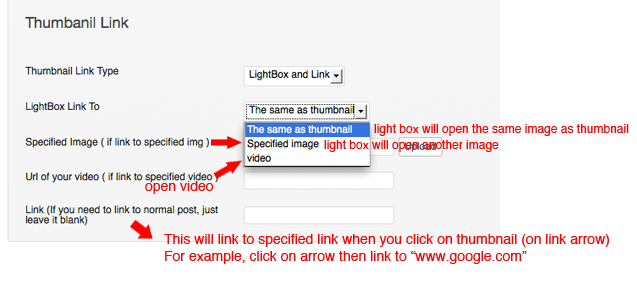 Thumbanil Link
Thumbnail Link Type
LightBox and Link
LightBox Link To
The same as thumbnail
The same as thumbnail light box will open the same image as thumbnail
Specified Image ( if link to specified img ) Specified image light box will open another image Upload
video
Url of your video ( if link to specified video )
open video
Link (If you need to link to normal post, just
leave it blank)
This will link to specified link when you click on thumbnail (on link arrow)
For example, click on arrow then link to “www.google.com”